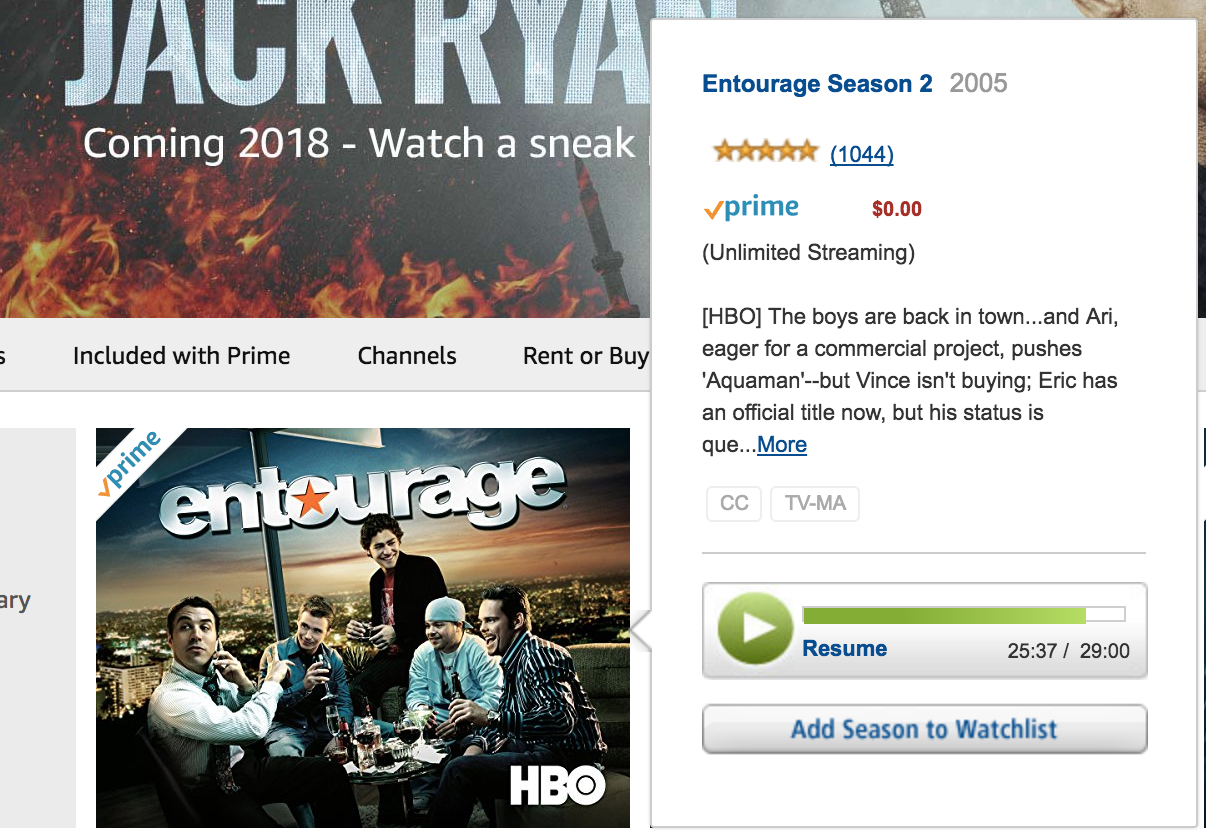 JACK RYAN
Coming 2018 - Watch a sneak
s
Included with Prime
Channels
Rent or Buy
prime
entourage
HBO
ary
Entourage Season 2 2005
(1044)
prime $0.00
(Unlimited Streaming)
[HBO] The boys are back in town...and Ari,
eager for a commercial project, pushes
'Aquaman'--but Vince isn't buying; Eric has
an official title now, but his status is
que...More
CC TV-MA
Resume 25:37 / 29:00
Add Season to Watchlist